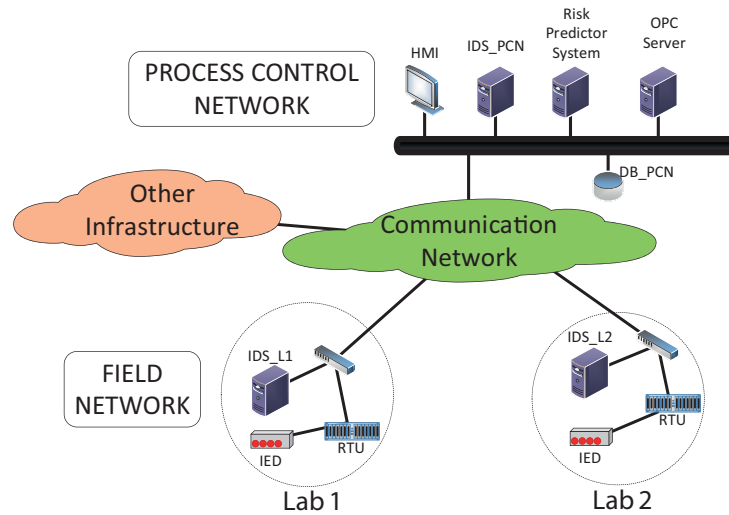 HMI
IDS_PCN
Risk
Predictor
System
OPC
Server
PROCESS CONTROL
NETWORK
DB_PCN
Other
Infrastructure
Communication
Network
FIELD
NETWORK
IDS_L1
IED
RTU
Lab 1
IDS_L2
IED
RTU
Lab 2